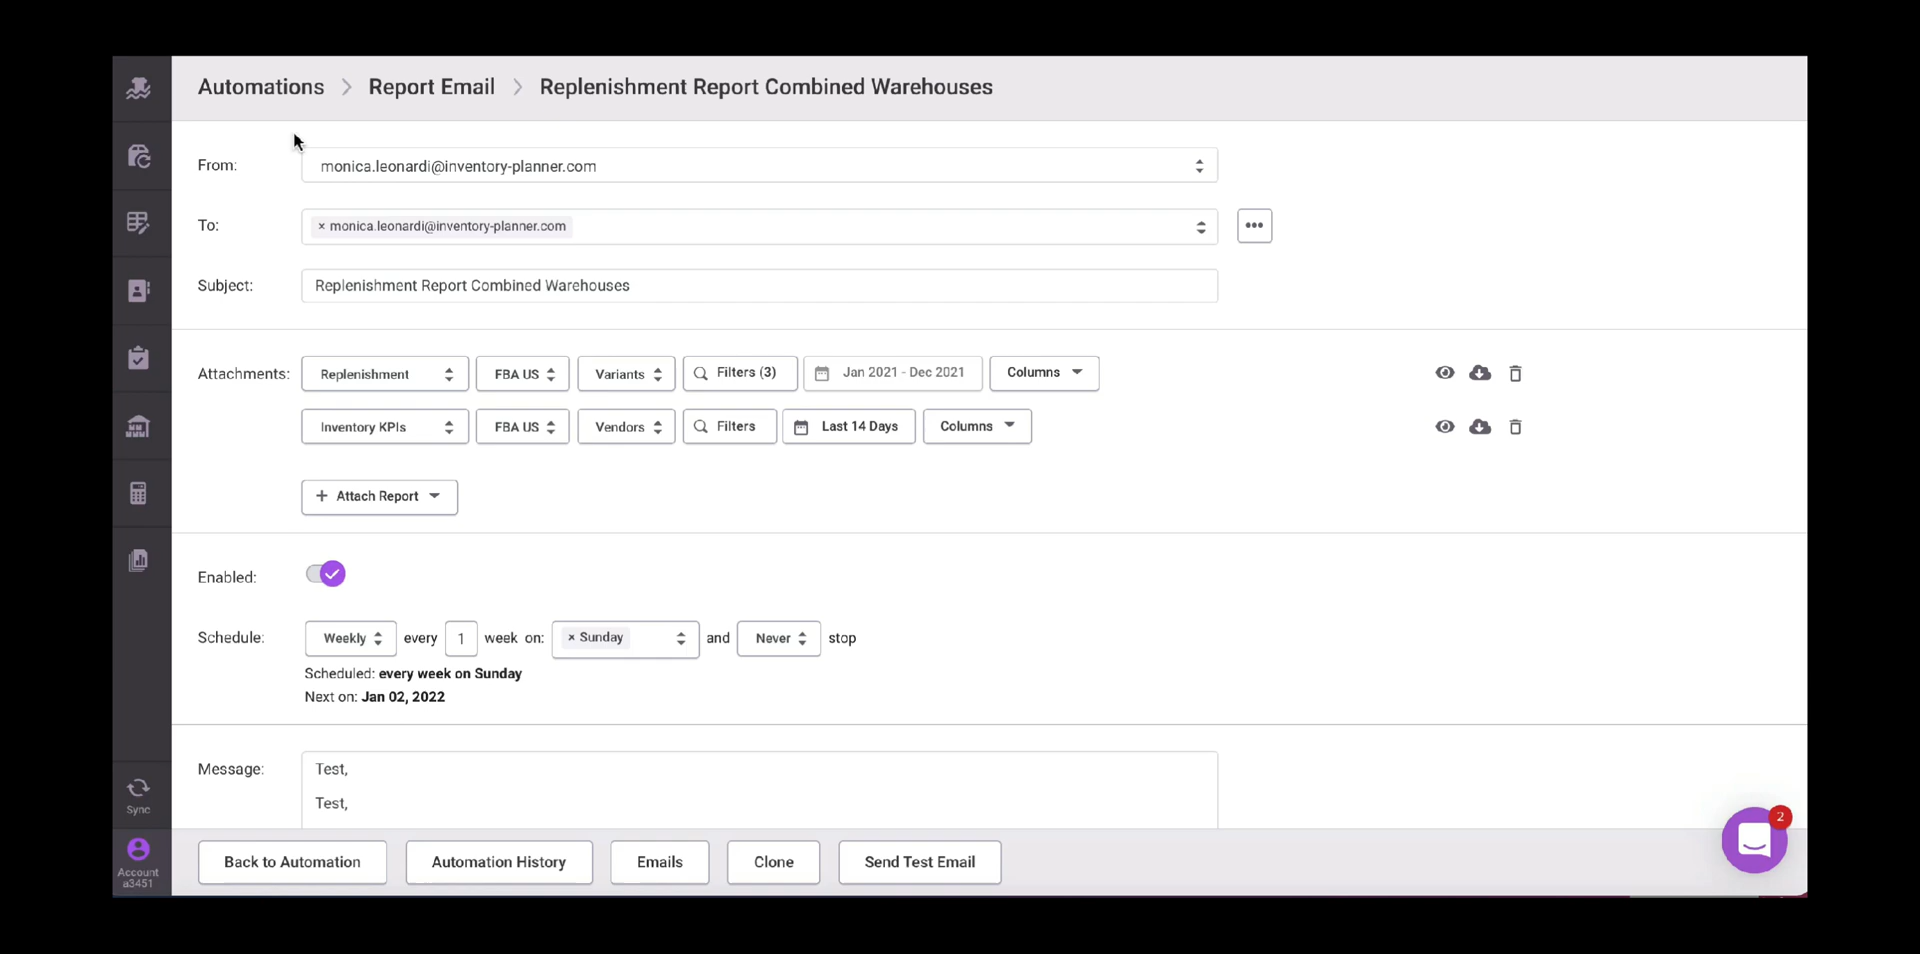 Automations > Report Email > Replenishment Report Combined Warehouses
From: monica.leonardi@inventory-planner.com
To: × monica.leonardi@inventory-planner.com •••
Subject: Replenishment Report Combined Warehouses
Attachments: Replenishment FBA US Variants Filters (3) Jan 2021 - Dec 2021 Columns
Inventory KPIs FBA US Vendors Filters Last 14 Days Columns
+ Attach Report
Enabled:
Schedule: Weekly every 1 week on: × Sunday and Never stop
Scheduled: every week on Sunday
Next on: Jan 02, 2022
Message: Test,
Test,
Sync
Account
a3451
Back to Automation Automation History Emails Clone Send Test Email
2